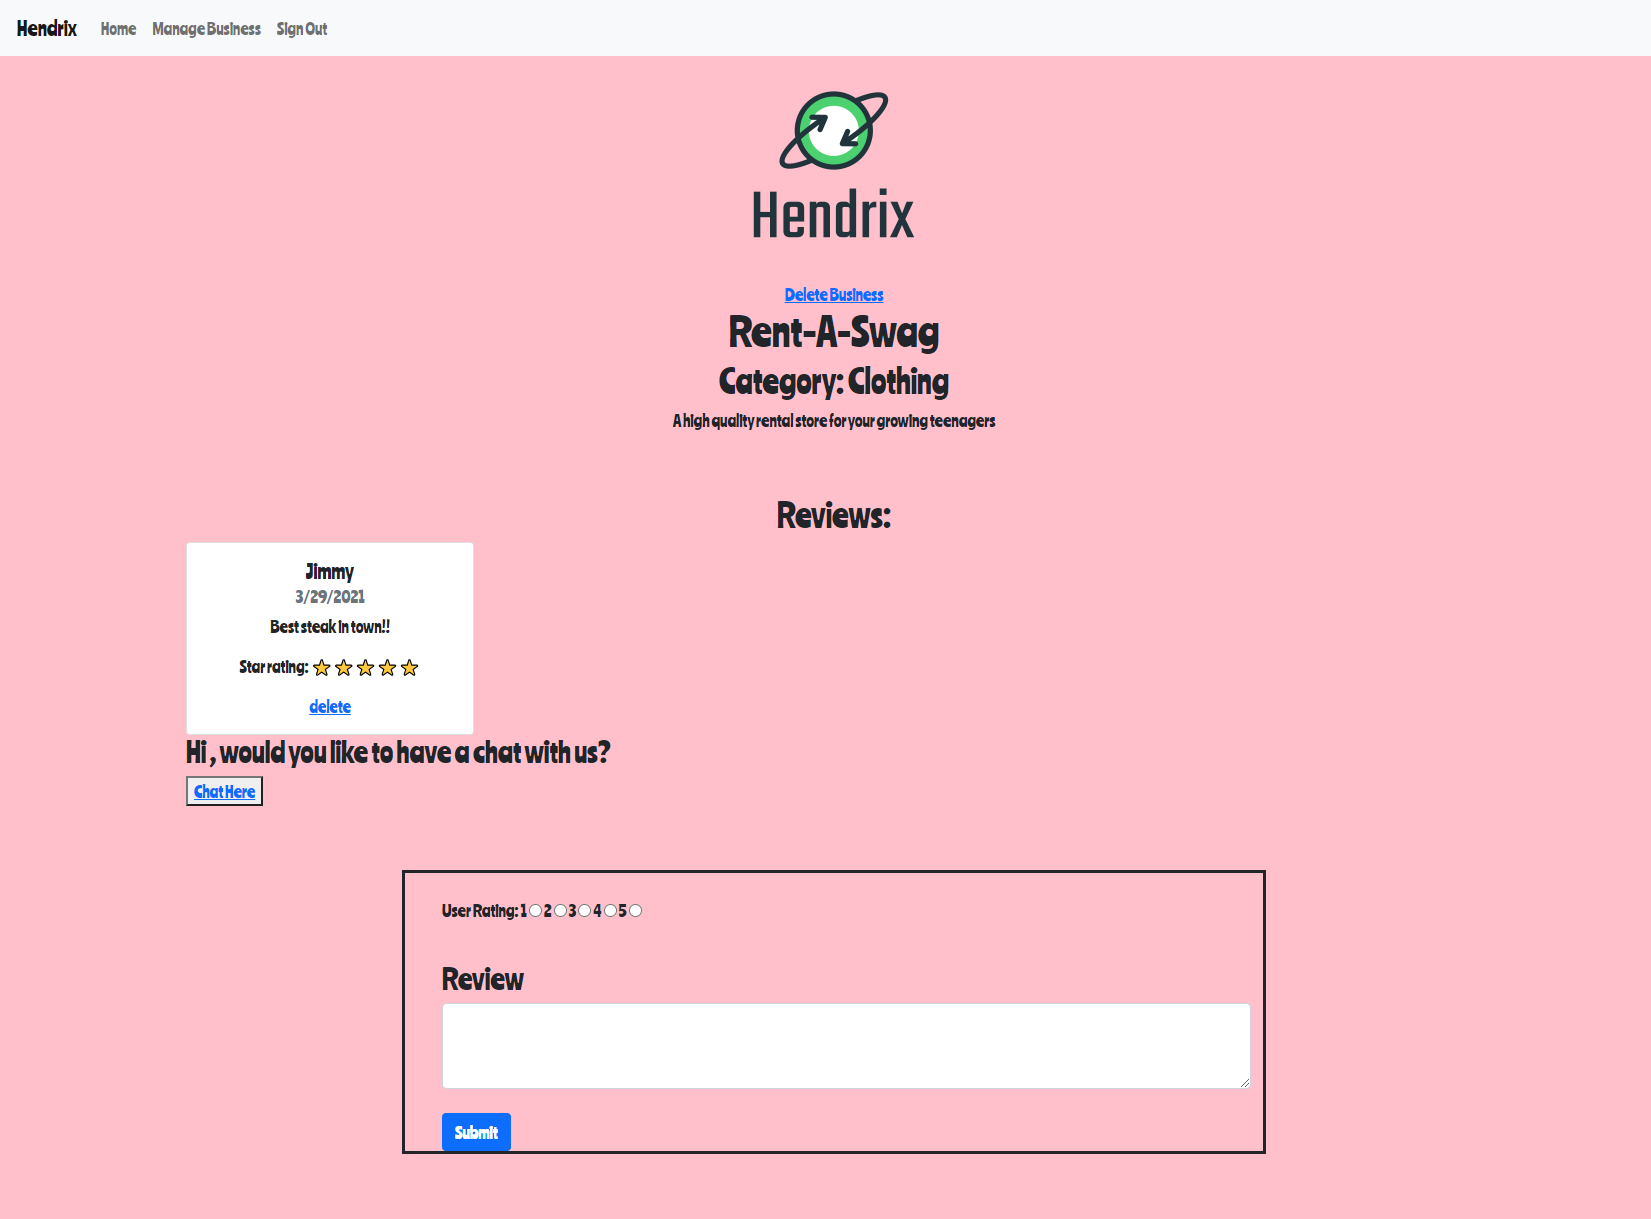 Hendrix Home Manage Business Sign Out
Hendrix
Delete Business
Rent-A-Swag
Category: Clothing
A high quality rental store for your growing teenagers
Reviews:
Jimmy
3/29/2021
Best steak in town!!
Star rating:
delete
Hi , would you like to have a chat with us?
Chat Here
User Rating: 1 2 3 4 5
Review
Submit